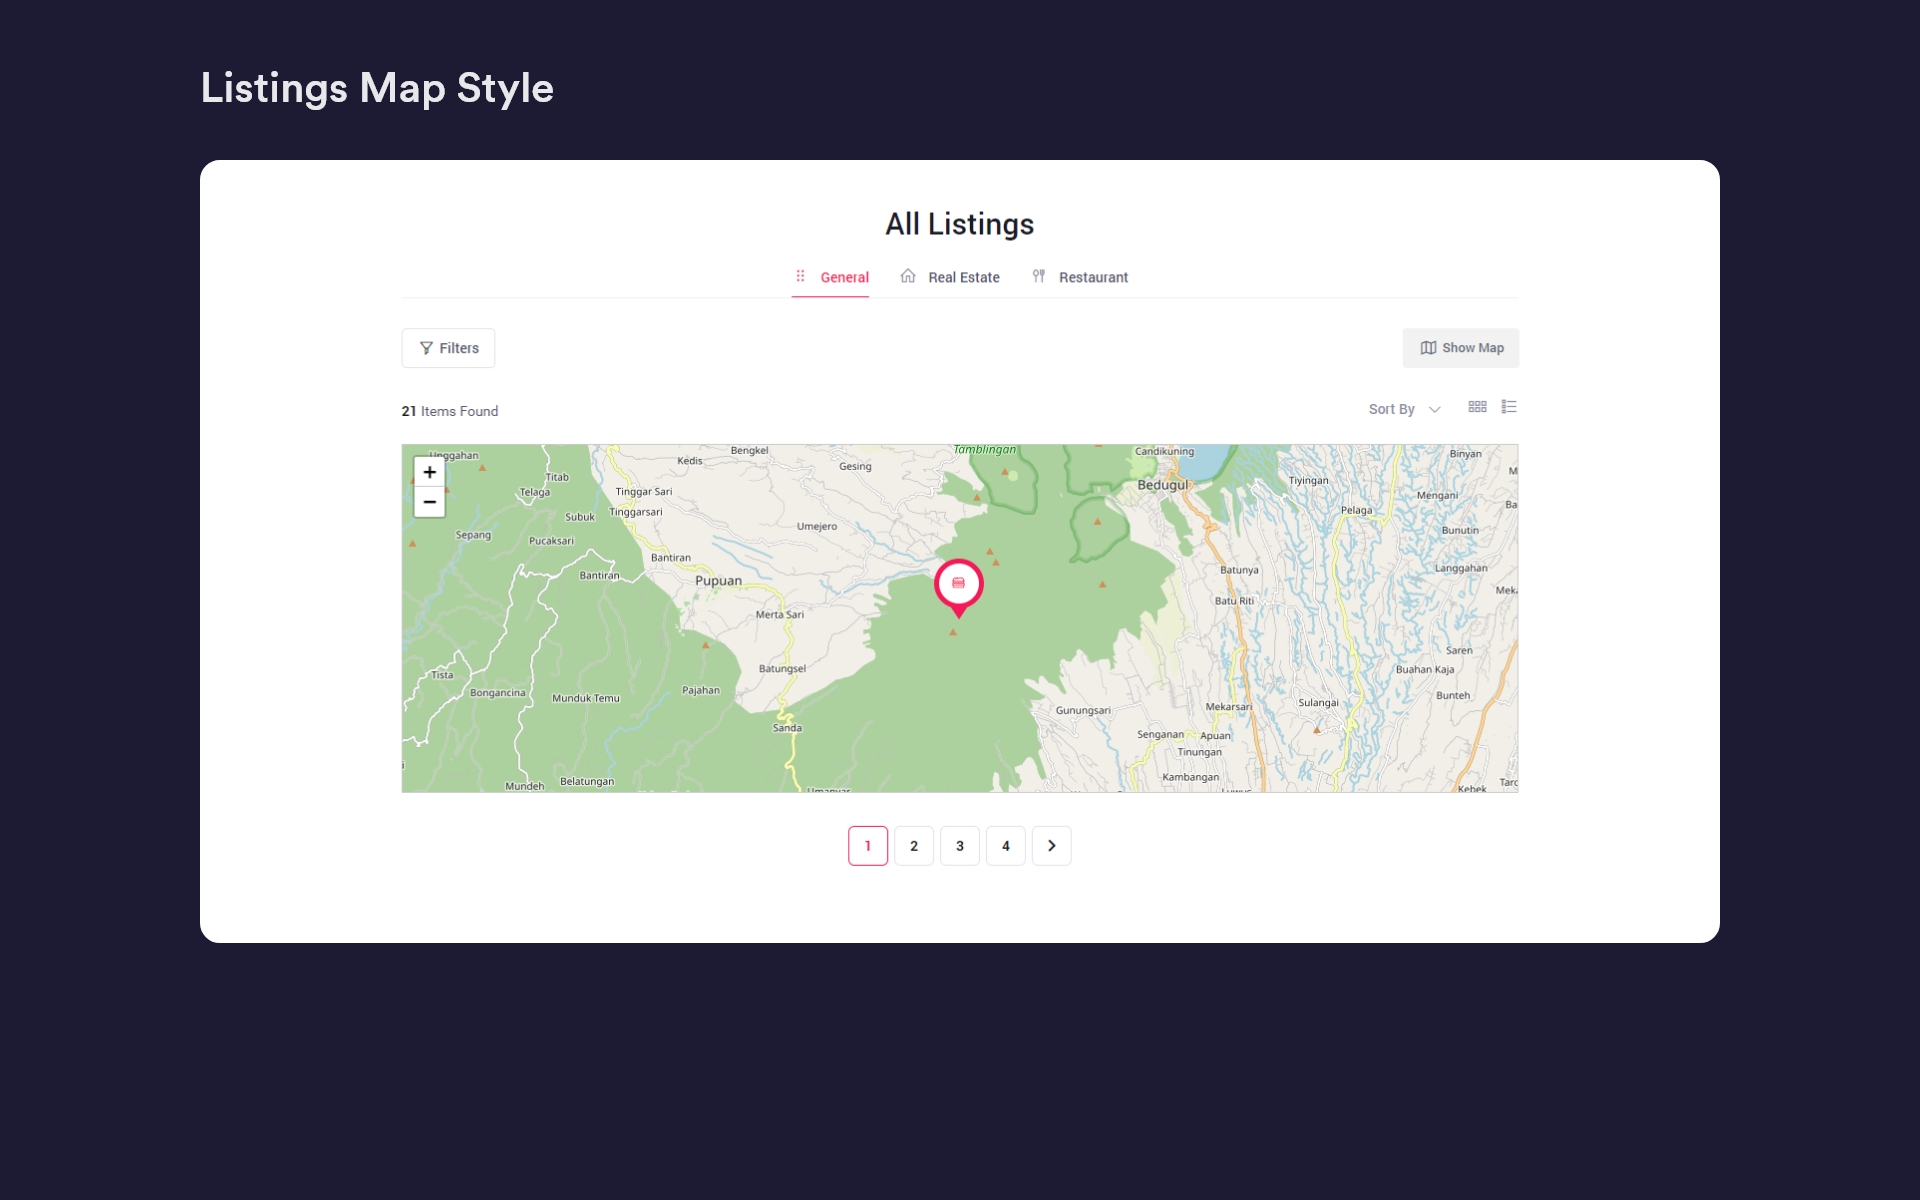 Listings Map Style
All Listings
General Real Estate Restaurant
Filters Show Map
21 Items Found Sort By
+
−
Unggahan
Titab
Telaga
Subuk
Sepang
Pucaksari
Bantiran
Kedis
Bengkel
Gesing
Tinggar Sari
Tinggarsari
Umejero
Bantiran
Pupuan
Merta Sari
Batungsel
Tamblingan
Candikuning
Bedugul
Tiyingan
Binyan
Mengani
Pelaga
Bunutin
Langgahan
Batunya
Batu Riti
Saren
Buahan Kaja
Bunteh
Sulangai
Tista
Bongancina
Munduk Temu
Pajahan
Sanda
Mundeh
Belatungan
Gunungsari
Mekarsari
Senganan
Apuan
Tinungan
Kambangan
Kebek
1 2 3 4